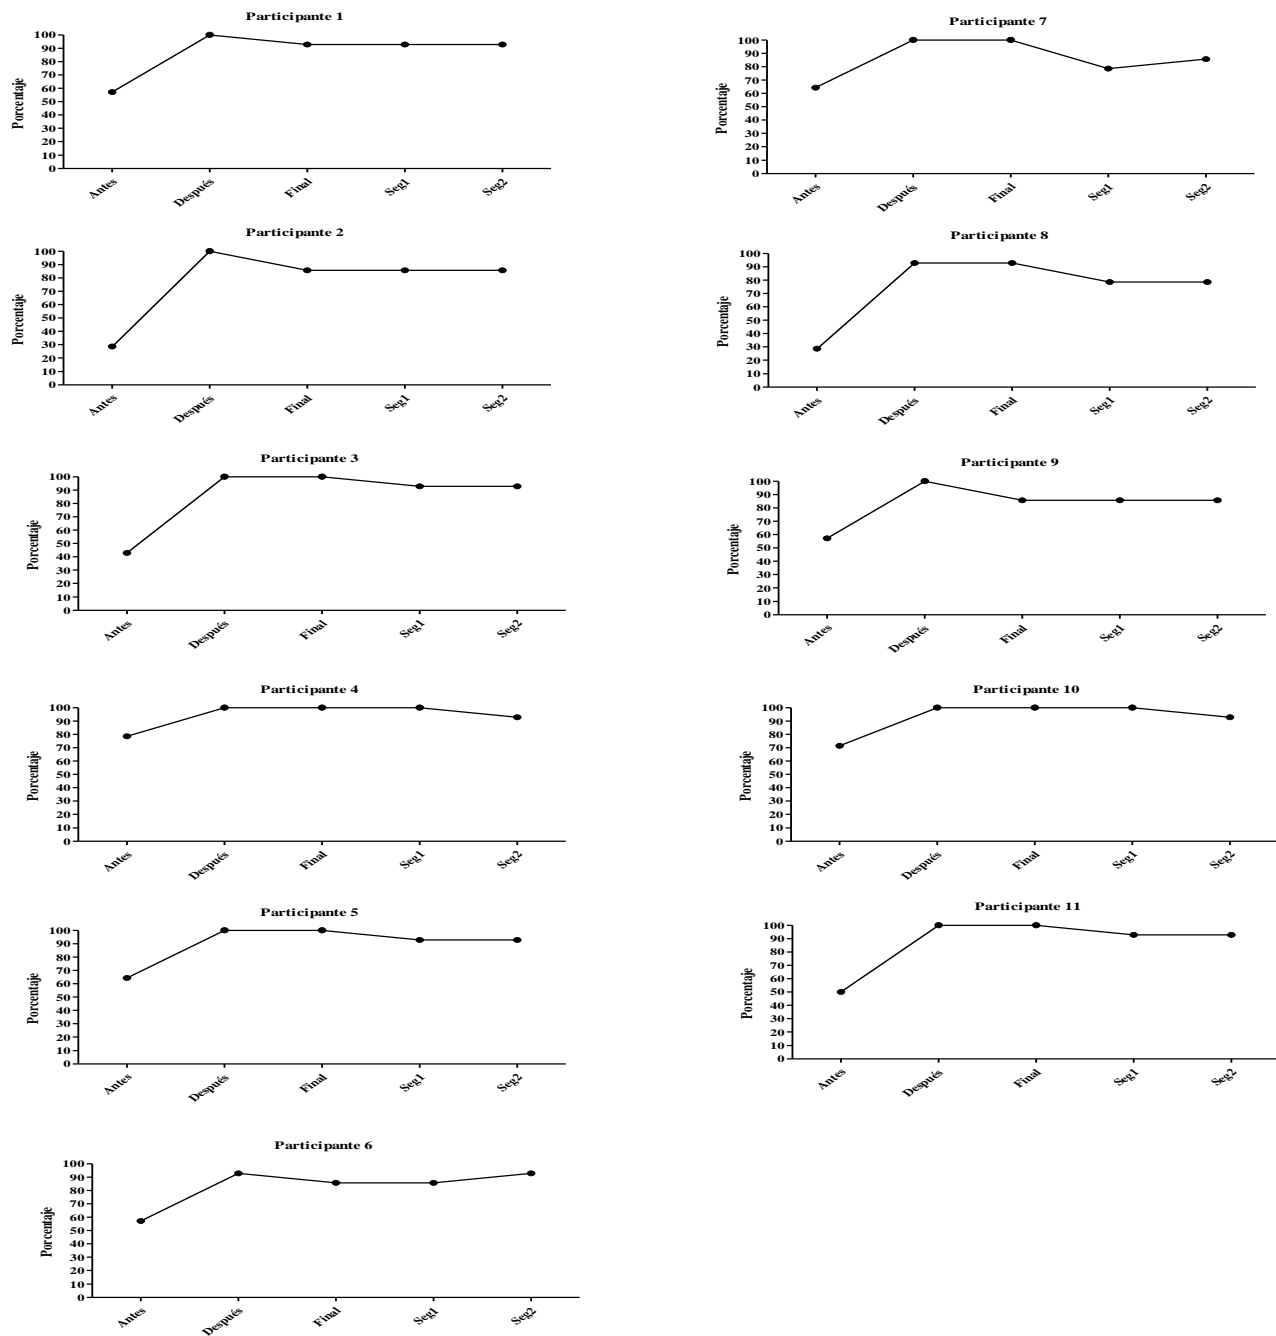 Participante 1
Porcentaje
100
90
80
70
60
50
40
30
20
10
0
Antes
Después
Final
Seg1
Seg2
Participante 2
Porcentaje
100
90
80
70
60
50
40
30
20
10
0
Antes
Después
Final
Seg1
Seg2
Participante 3
Porcentaje
100
90
80
70
60
50
40
30
20
10
0
Antes
Después
Final
Seg1
Seg2
Participante 4
Porcentaje
100
90
80
70
60
50
40
30
20
10
0
Antes
Después
Final
Seg1
Seg2
Participante 5
Porcentaje
100
90
80
70
60
50
40
30
20
10
0
Antes
Después
Final
Seg1
Seg2
Participante 6
Porcentaje
100
90
80
70
60
50
40
30
20
10
0
Antes
Después
Final
Seg1
Seg2
Participante 7
Porcentaje
100
90
80
70
60
50
40
30
20
10
0
Antes
Después
Final
Seg1
Seg2
Participante 8
Porcentaje
100
90
80
70
60
50
40
30
20
10
0
Antes
Después
Final
Seg1
Seg2
Participante 9
Porcentaje
100
90
80
70
60
50
40
30
20
10
0
Antes
Después
Final
Seg1
Seg2
Participante 10
Porcentaje
100
90
80
70
60
50
40
30
20
10
0
Antes
Después
Final
Seg1
Seg2
Participante 11
Porcentaje
100
90
80
70
60
50
40
30
20
10
0
Antes
Después
Final
Seg1
Seg2